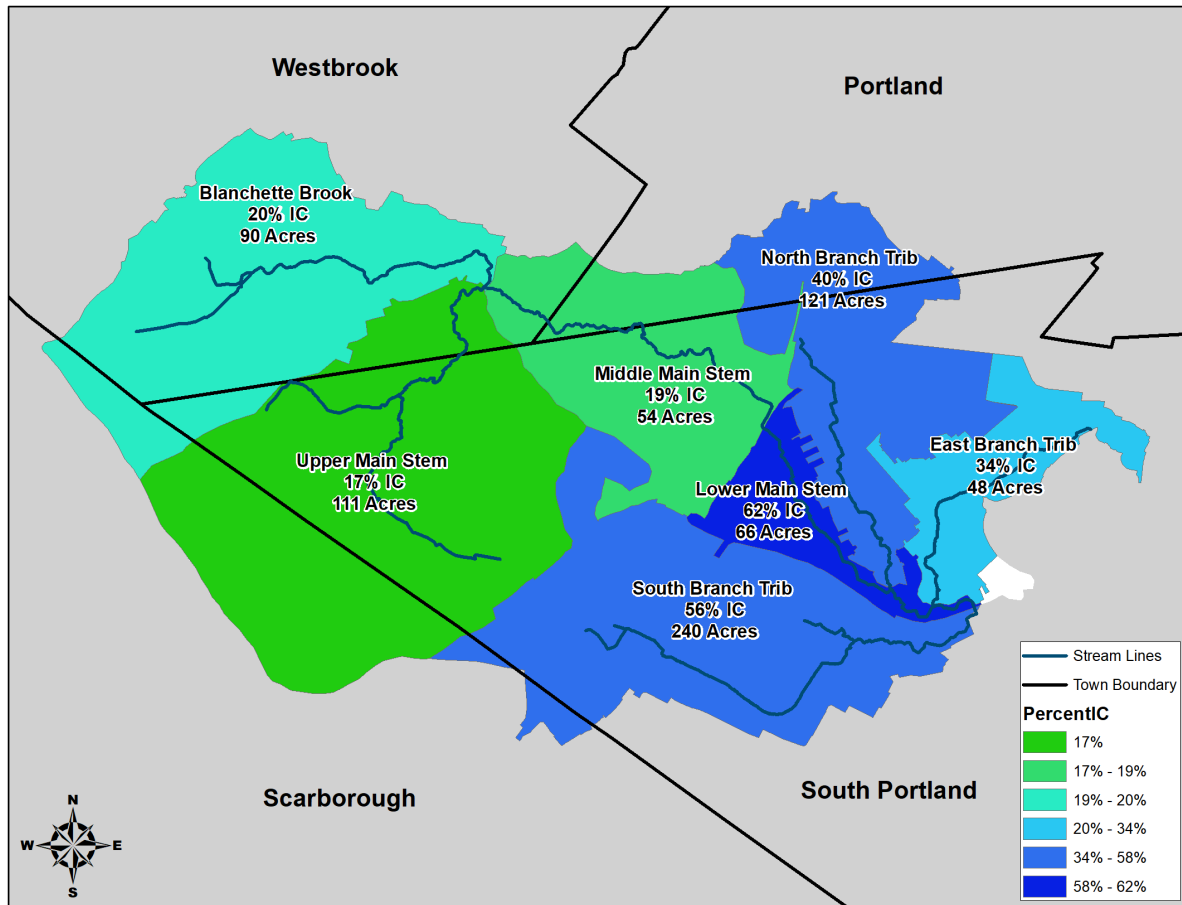 Westbrook
Portland
Blanchette Brook
20% IC
90 Acres
North Branch Trib
40% IC
121 Acres
Middle Main Stem
19% IC
54 Acres
East Branch Trib
34% IC
48 Acres
Upper Main Stem
17% IC
111 Acres
Lower Main Stem
62% IC
66 Acres
South Branch Trib
56% IC
240 Acres
Scarborough
South Portland
N
W E
S
Stream Lines
Town Boundary
PercentIC
17%
17% - 19%
19% - 20%
20% - 34%
34% - 58%
58% - 62%